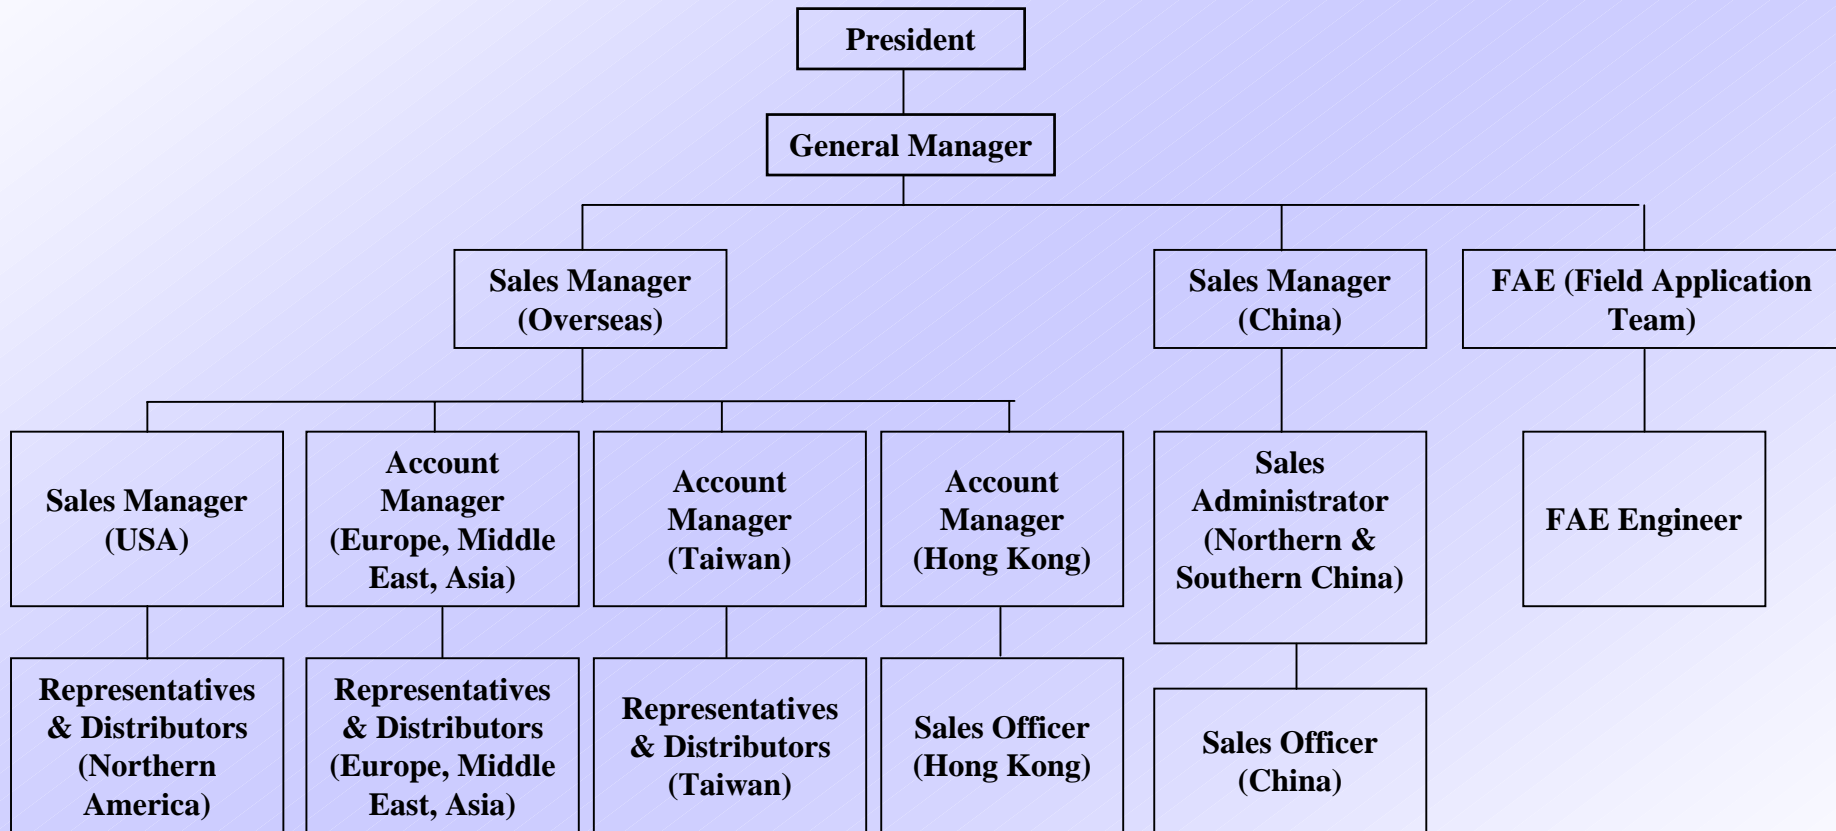 President
General Manager
Sales Manager
(Overseas)
Sales Manager
(China)
FAE (Field Application
Team)
Sales Manager
(USA)
Account
Manager
(Europe, Middle
East, Asia)
Account
Manager
(Taiwan)
Account
Manager
(Hong Kong)
Sales
Administrator
(Northern &
Southern China)
FAE Engineer
Representatives
& Distributors
(Northern
America)
Representatives
& Distributors
(Europe, Middle
East, Asia)
Representatives
& Distributors
(Taiwan)
Sales Officer
(Hong Kong)
Sales Officer
(China)